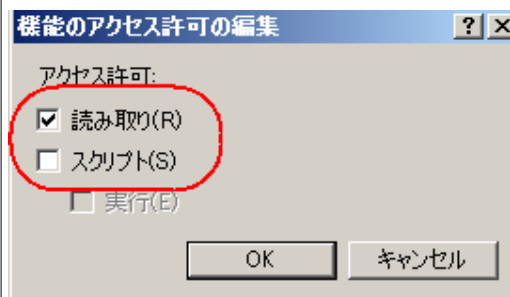 機能のアクセス許可の編集
アクセス許可:
読み取り(R)
スクリプト(S)
実行(E)
OK キャンセル